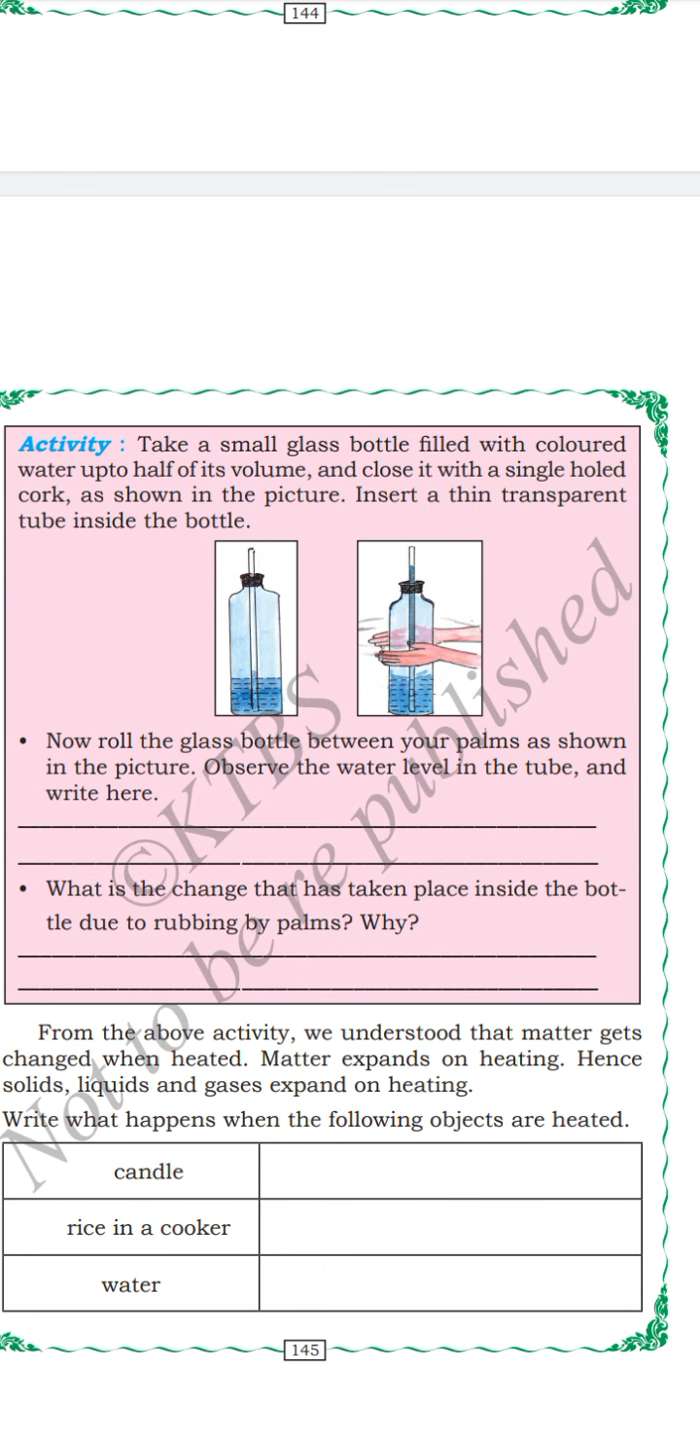 144
Activity : Take a small glass bottle filled with coloured
water upto half of its volume, and close it with a single holed
cork, as shown in the picture. Insert a thin transparent
tube inside the bottle.
• Now roll the glass bottle between your palms as shown
in the picture. Observe the water level in the tube, and
write here.
• What is the change that has taken place inside the bot-
tle due to rubbing by palms? Why?
From the above activity, we understood that matter gets
changed when heated. Matter expands on heating. Hence
solids, liquids and gases expand on heating.
Write what happens when the following objects are heated.
candle
rice in a cooker
water
©KTBS
Not to be re published
145